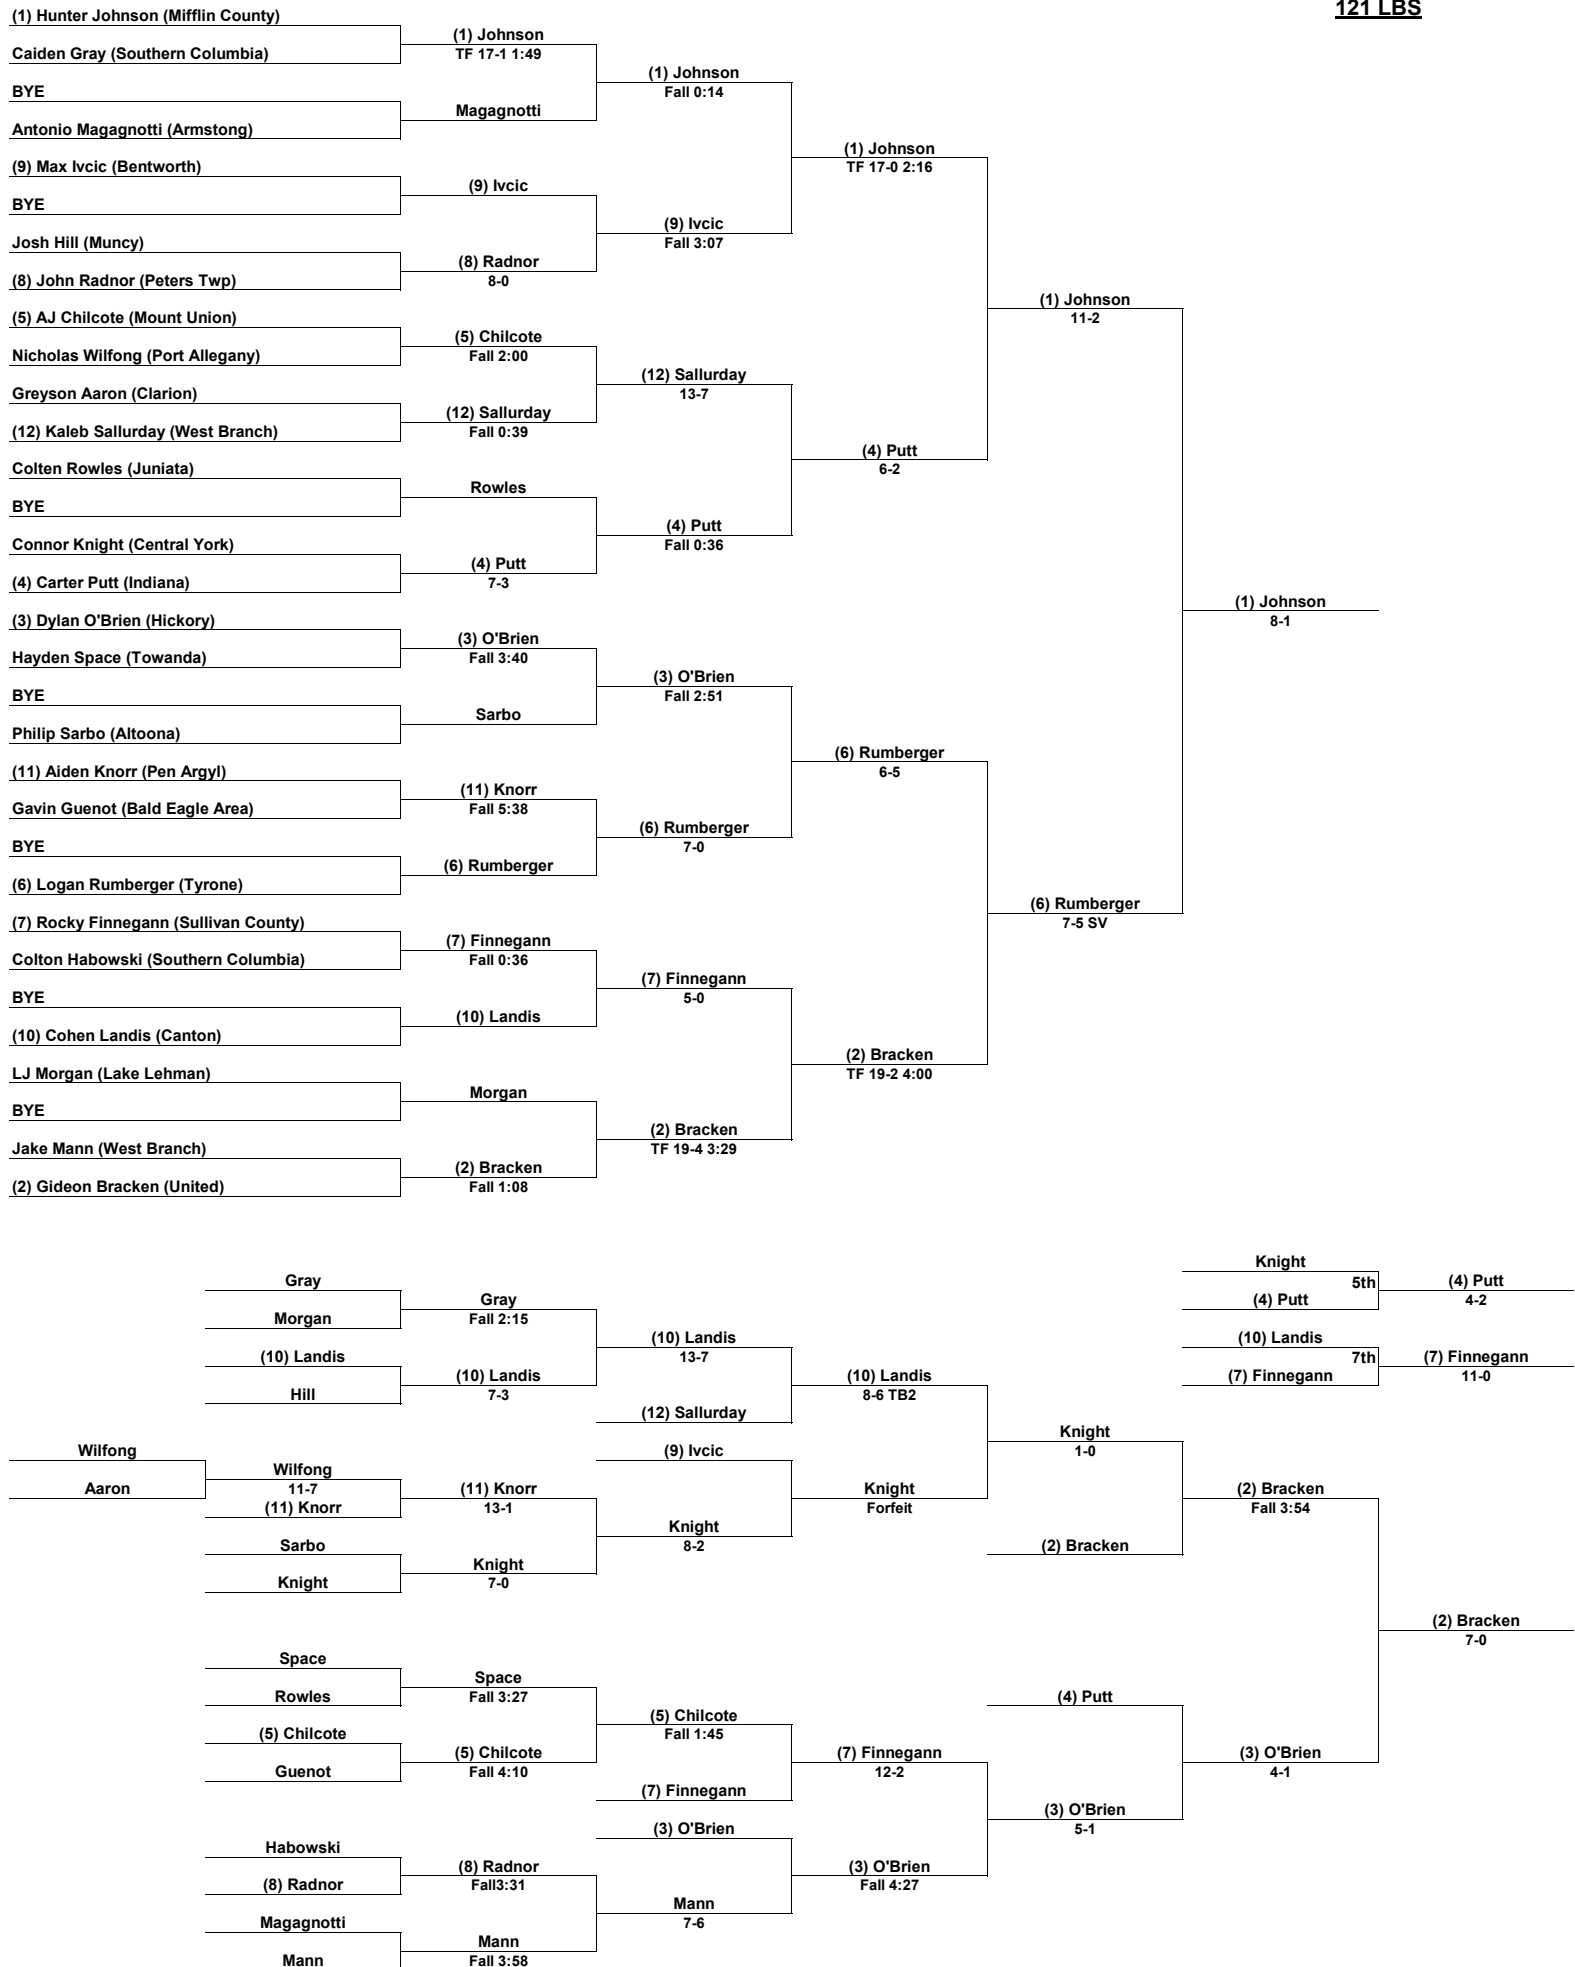 121 LBS
(1) Hunter Johnson (Mifflin County)
(1) Johnson
Caiden Gray (Southern Columbia)
TF 17-1 1:49
(1) Johnson
BYE
Fall 0:14
Magagnotti
Antonio Magagnotti (Armstong)
(1) Johnson
(9) Max Ivcic (Bentworth)
TF 17-0 2:16
(9) Ivcic
BYE
(9) Ivcic
Josh Hill (Muncy)
Fall 3:07
(8) Radnor
(8) John Radnor (Peters Twp)
8-0
(1) Johnson
(5) AJ Chilcote (Mount Union)
11-2
(5) Chilcote
Nicholas Wilfong (Port Allegany)
Fall 2:00
(12) Sallurday
Greyson Aaron (Clarion)
13-7
(12) Sallurday
(12) Kaleb Sallurday (West Branch)
Fall 0:39
(4) Putt
Colten Rowles (Juniata)
6-2
Rowles
BYE
(4) Putt
Connor Knight (Central York)
Fall 0:36
(4) Putt
(4) Carter Putt (Indiana)
7-3
(1) Johnson
(3) Dylan O'Brien (Hickory)
8-1
(3) O'Brien
Hayden Space (Towanda)
Fall 3:40
(3) O'Brien
BYE
Fall 2:51
Sarbo
Philip Sarbo (Altoona)
(6) Rumberger
(11) Aiden Knorr (Pen Argyl)
6-5
(11) Knorr
Gavin Guenot (Bald Eagle Area)
Fall 5:38
(6) Rumberger
BYE
7-0
(6) Rumberger
(6) Logan Rumberger (Tyrone)
(6) Rumberger
(7) Rocky Finnegann (Sullivan County)
7-5 SV
(7) Finnegann
Colton Habowski (Southern Columbia)
Fall 0:36
(7) Finnegann
BYE
5-0
(10) Landis
(10) Cohen Landis (Canton)
(2) Bracken
LJ Morgan (Lake Lehman)
TF 19-2 4:00
Morgan
BYE
(2) Bracken
Jake Mann (West Branch)
TF 19-4 3:29
(2) Bracken
(2) Gideon Bracken (United)
Fall 1:08
Knight
Gray
5th
(4) Putt
Gray
(4) Putt
4-2
Morgan
Fall 2:15
(10) Landis
(10) Landis
(10) Landis
13-7
7th
(7) Finnegann
(10) Landis
(10) Landis
(7) Finnegann
11-0
Hill
7-3
8-6 TB2
(12) Sallurday
Knight
Wilfong
(9) Ivcic
1-0
Wilfong
Aaron
11-7
(11) Knorr
Knight
(2) Bracken
(11) Knorr
13-1
Forfeit
Fall 3:54
Knight
Sarbo
8-2
(2) Bracken
Knight
Knight
7-0
(2) Bracken
7-0
Space
Space
Rowles
Fall 3:27
(4) Putt
(5) Chilcote
(5) Chilcote
Fall 1:45
(5) Chilcote
(7) Finnegann
(3) O'Brien
Guenot
Fall 4:10
12-2
4-1
(7) Finnegann
(3) O'Brien
(3) O'Brien
5-1
Habowski
(8) Radnor
(3) O'Brien
(8) Radnor
Fall3:31
Fall 4:27
Mann
Magagnotti
7-6
Mann
Mann
Fall 3:58